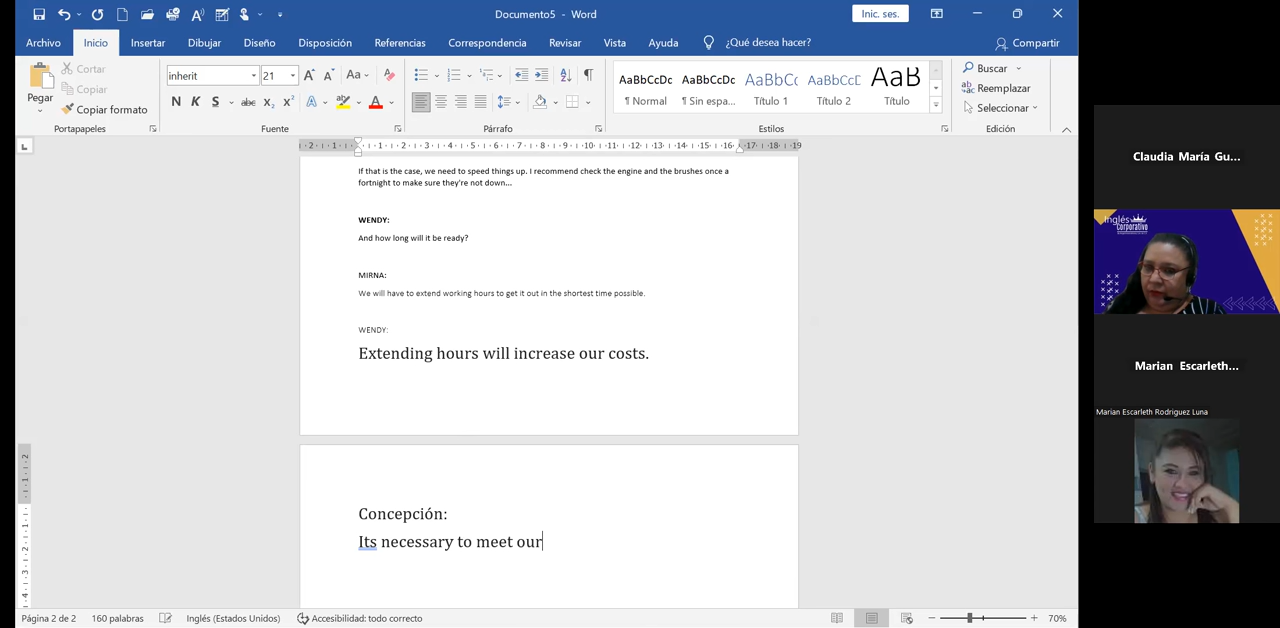 Documento5 - Word
Inic. ses.
Archivo Inicio Insertar Dibujar Diseño Disposición Referencias Correspondencia Revisar Vista Ayuda ¿Qué desea hacer? Compartir
Pegar
Cortar
Copiar
Copiar formato
Portapapeles
inherit 21
N K S
Fuente
Párrafo
AaBbCcDc AaBbCcDc AaBbCc AaBbCcE AaB
¶ Normal ¶ Sin espa... Título 1 Título 2 Título
Estilos
Buscar
Reemplazar
Seleccionar
Edición
If that is the case, we need to speed things up. I recommend check the engine and the brushes once a
fortnight to make sure they're not down...
WENDY:
And how long will it be ready?
MIRNA:
We will have to extend working hours to get it out in the shortest time possible.
WENDY:
Extending hours will increase our costs.
Concepción:
Its necessary to meet our
Página 2 de 2 160 palabras Inglés (Estados Unidos) Accesibilidad: todo correcto 70%
Claudia María Gu...
Inglés
Corporativo
Marian Escarleth...
Marian Escarleth Rodriguez Luna